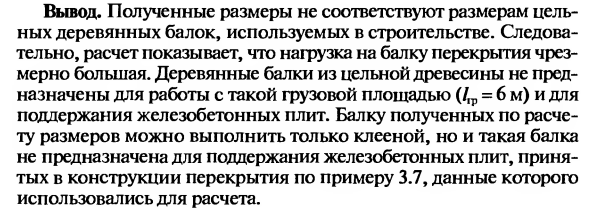 Вывод. Полученные размеры не соответствуют размерам цель-
ных деревянных балок, используемых в строительстве. Следова-
тельно, расчет показывает, что нагрузка на балку перекрытия чрез-
мерно большая. Деревянные балки из цельной древесины не пред-
назначены для работы с такой грузовой площадью (lгр = 6 м) и для
поддержания железобетонных плит. Балку полученных по расче-
ту размеров можно выполнить только клееной, но и такая балка
не предназначена для поддержания железобетонных плит, приня-
тых в конструкции перекрытия по примеру 3.7, данные которого
использовались для расчета.